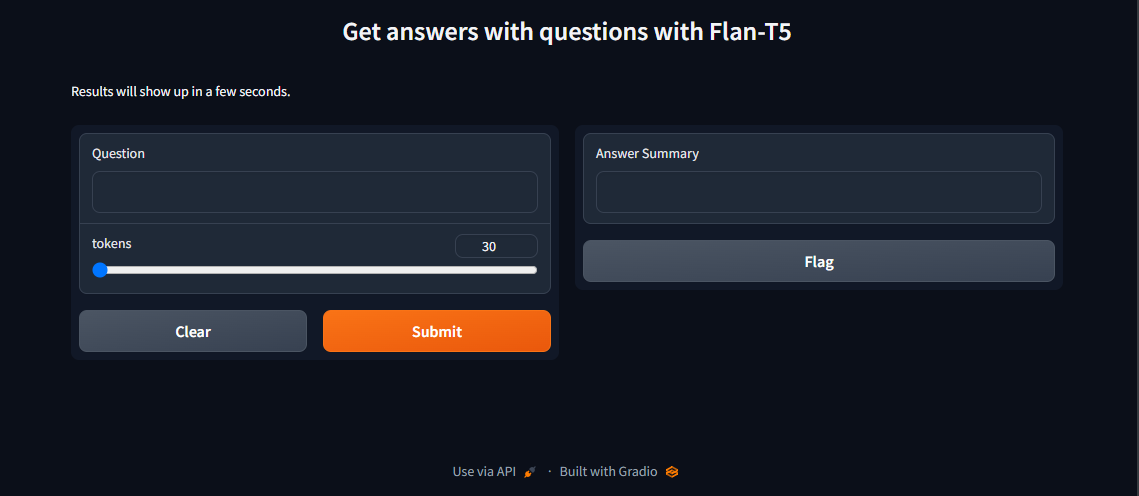 Get answers with questions with Flan-T5
Results will show up in a few seconds.
Question
tokens
30
Clear
Submit
Answer Summary
Flag
Use via API · Built with Gradio